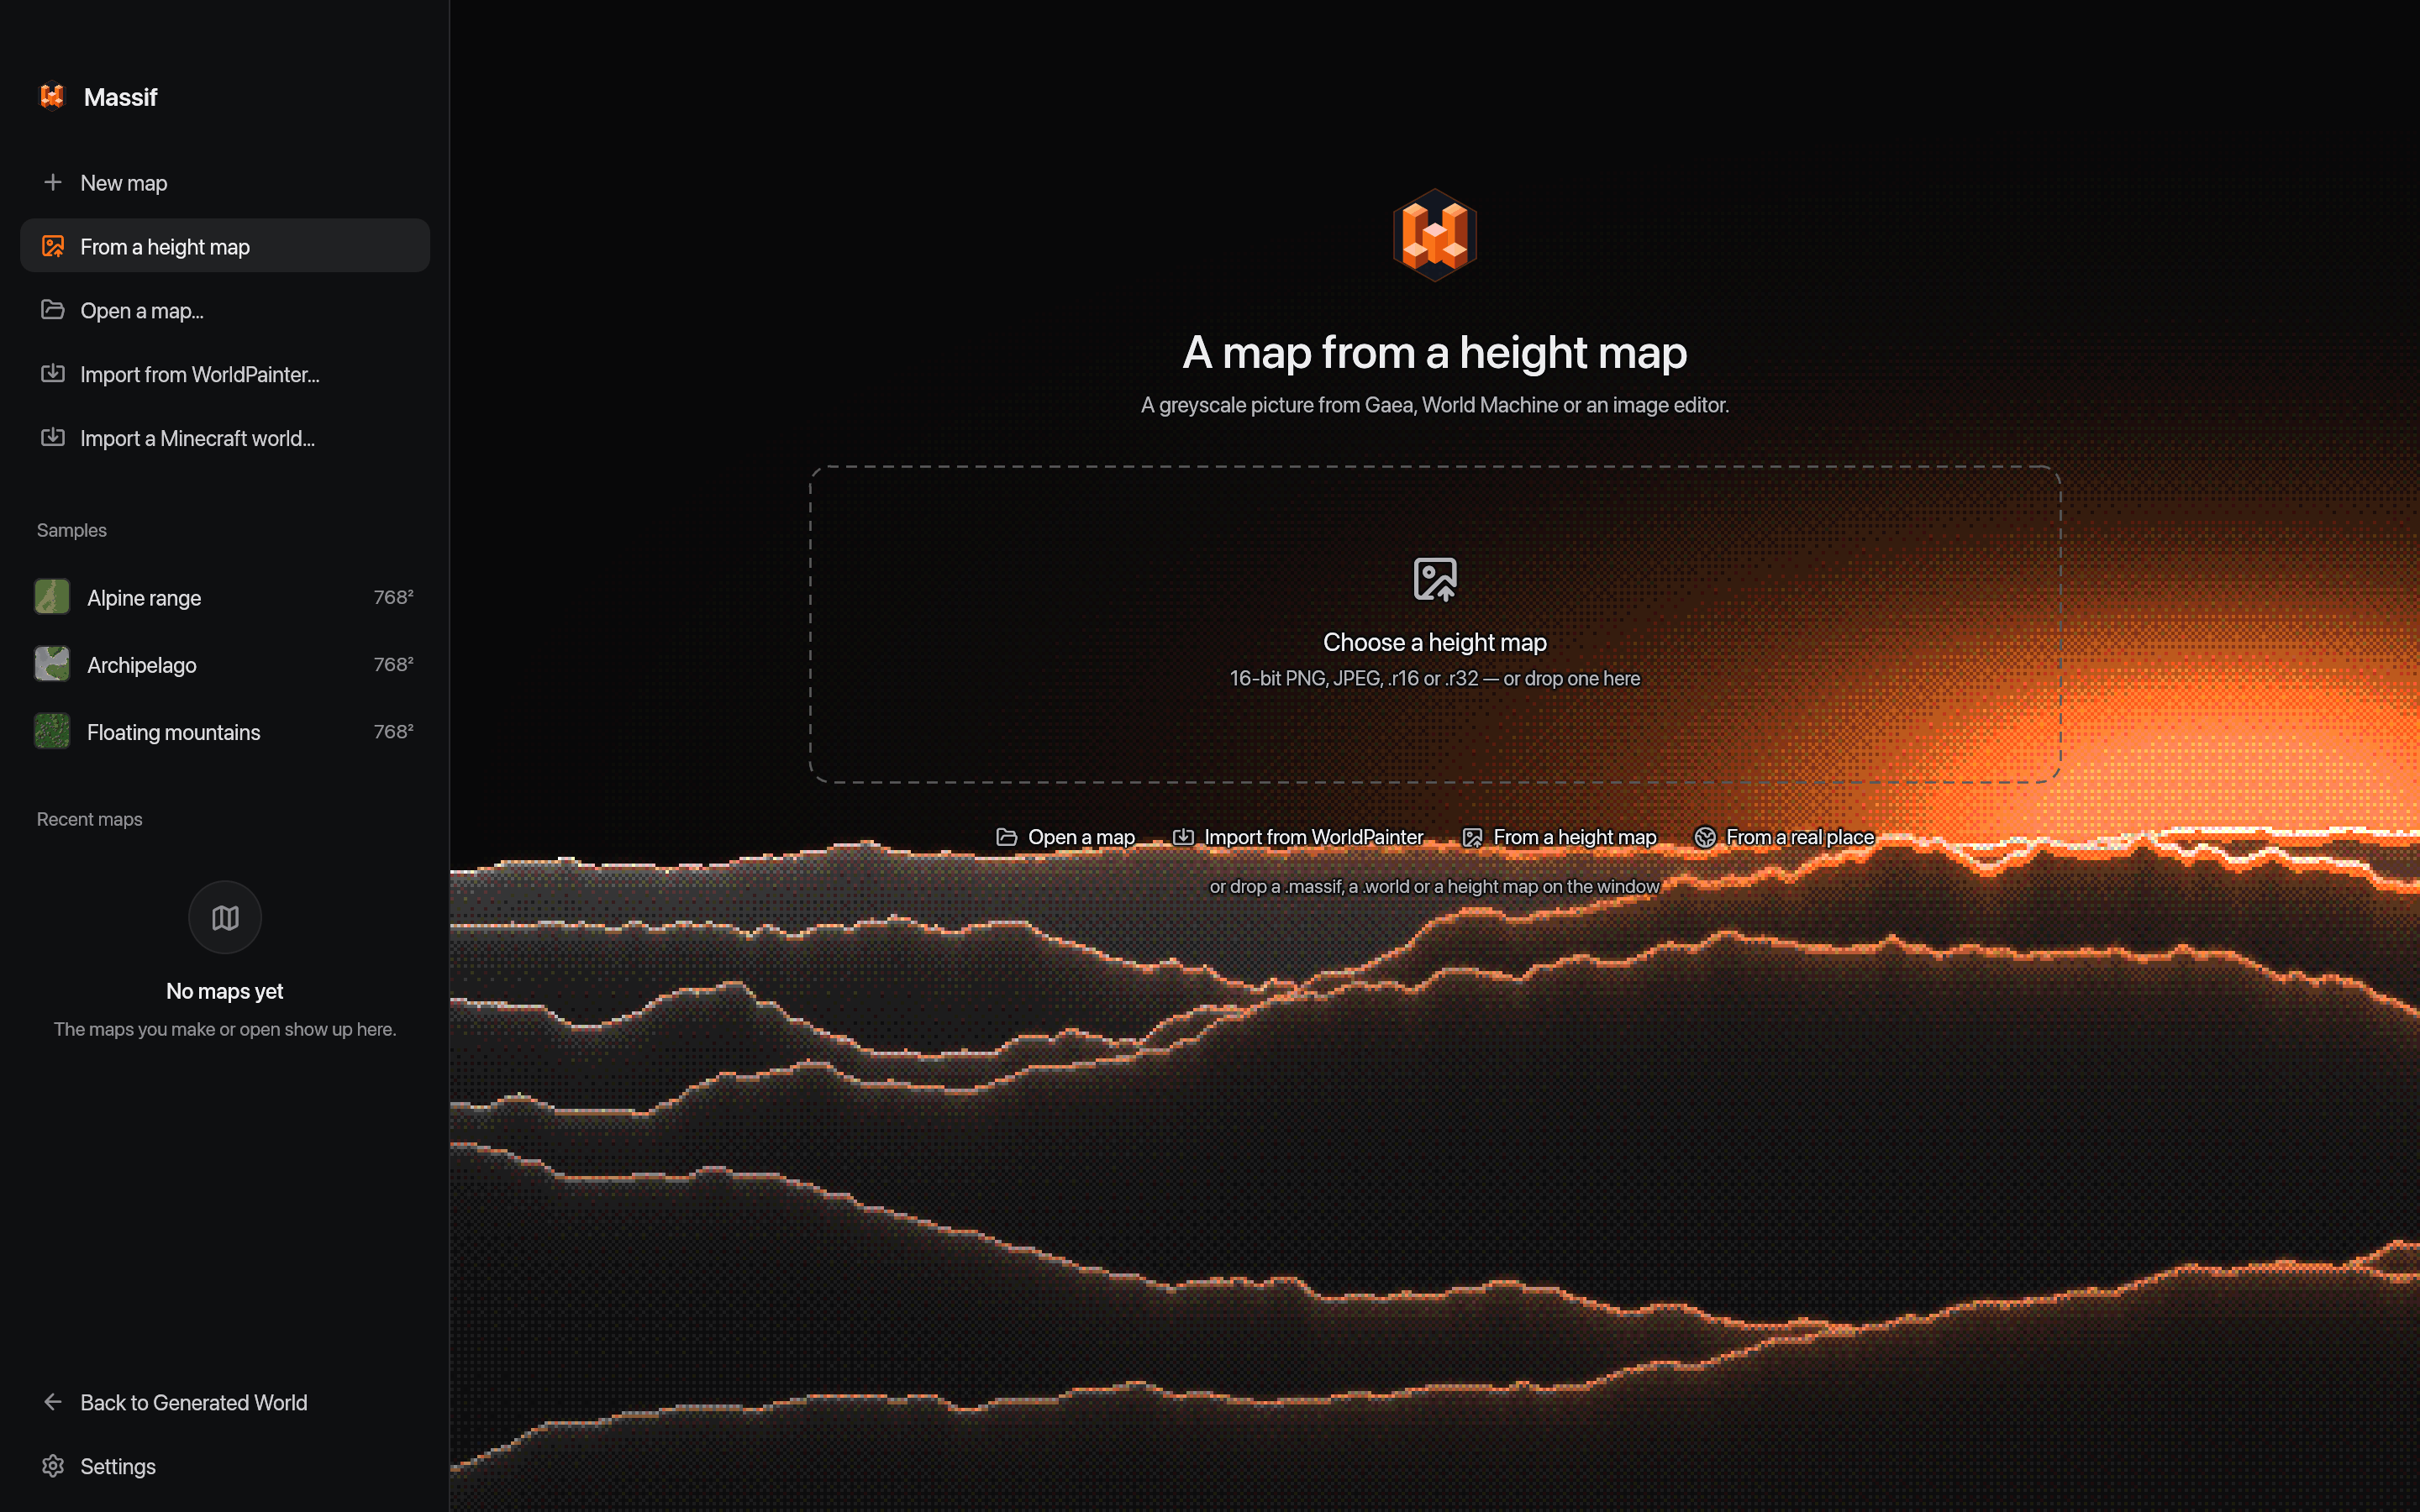 Massif
New map
From a height map
Open a map...
Import from WorldPainter...
Import a Minecraft world...
Samples
Alpine range 768²
Archipelago 768²
Floating mountains 768²
Recent maps
No maps yet
The maps you make or open show up here.
Back to Generated World
Settings
A map from a height map
A greyscale picture from Gaea, World Machine or an image editor.
Choose a height map
16-bit PNG, JPEG, .r16 or .r32 — or drop one here
Open a map Import from WorldPainter From a height map From a real place
or drop a .massif, a .world or a height map on the window